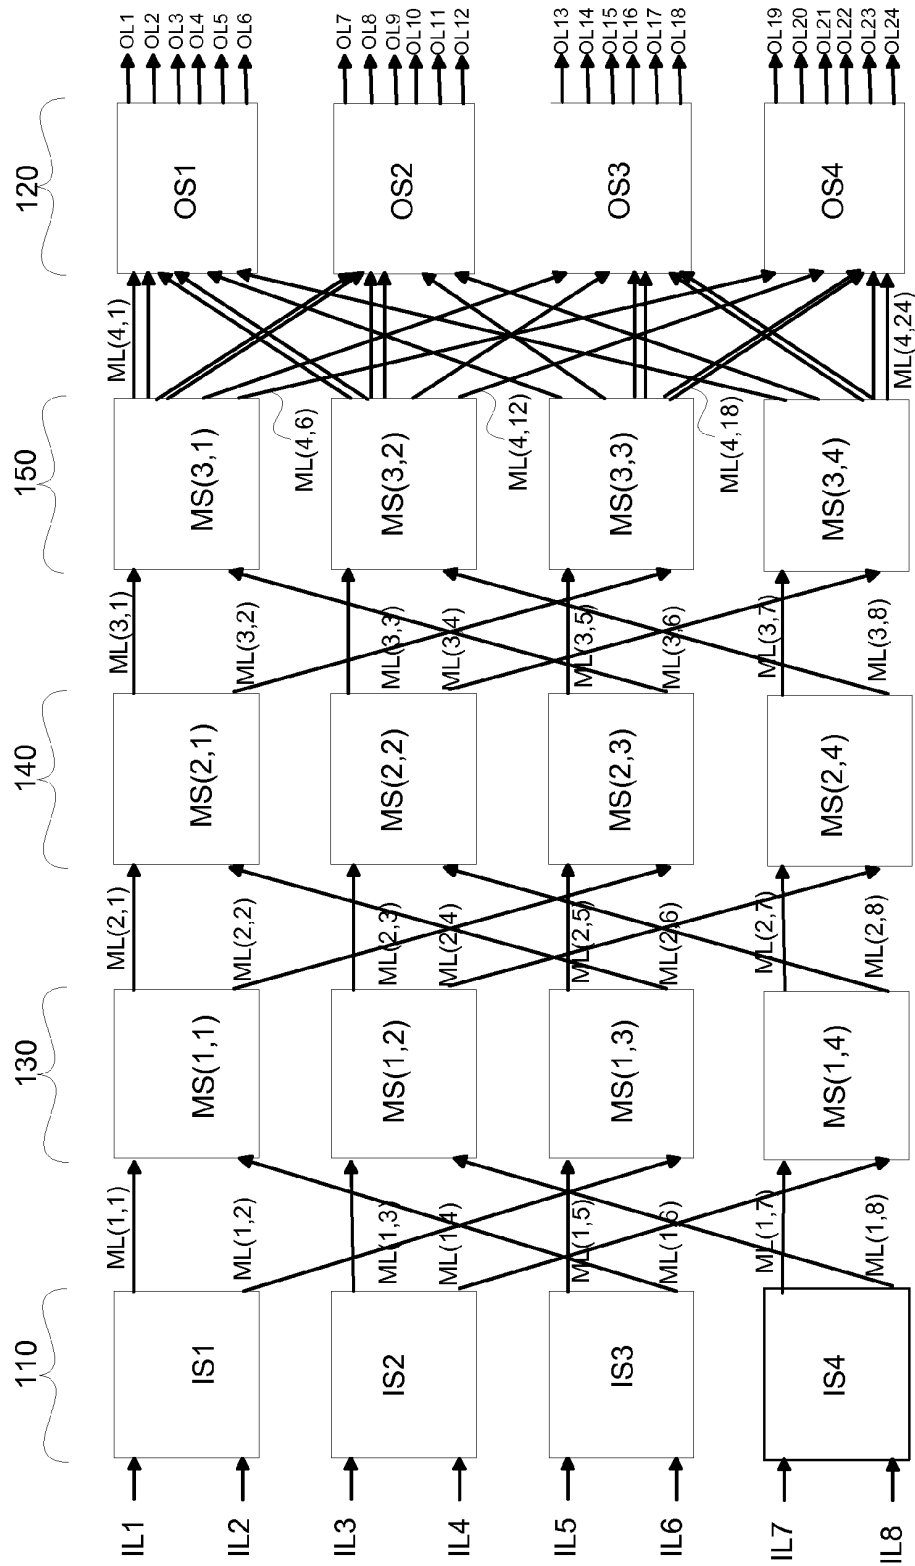 110
130
140
150
120
IL1
IL2
IL3
IL4
IL5
IL6
IL7
IL8
IS1
IS2
IS3
IS4
ML(1,1)
ML(1,2)
ML(1,3)
ML(1,4)
ML(1,5)
ML(1,6)
ML(1,7)
ML(1,8)
MS(1,1)
MS(1,2)
MS(1,3)
MS(1,4)
ML(2,1)
ML(2,2)
ML(2,3)
ML(2,4)
ML(2,5)
ML(2,6)
ML(2,7)
ML(2,8)
MS(2,1)
MS(2,2)
MS(2,3)
MS(2,4)
ML(3,1)
ML(3,2)
ML(3,3)
ML(3,4)
ML(3,5)
ML(3,6)
ML(3,7)
ML(3,8)
MS(3,1)
MS(3,2)
MS(3,3)
MS(3,4)
ML(4,1)
ML(4,6)
ML(4,12)
ML(4,18)
ML(4,24)
OS1
OS2
OS3
OS4
OL1
OL2
OL3
OL4
OL5
OL6
OL7
OL8
OL9
OL10
OL11
OL12
OL13
OL14
OL15
OL16
OL17
OL18
OL19
OL20
OL21
OL22
OL23
OL24